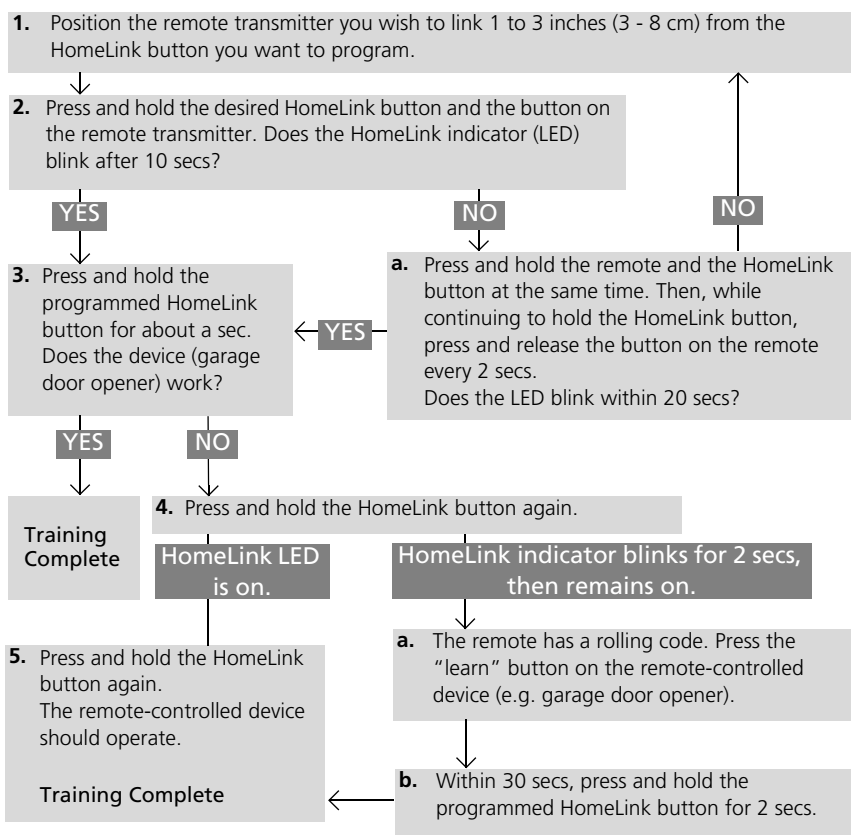 1. Position the remote transmitter you wish to link 1 to 3 inches (3 - 8 cm) from the
HomeLink button you want to program.
2. Press and hold the desired HomeLink button and the button on
the remote transmitter. Does the HomeLink indicator (LED)
blink after 10 secs?
YES
NO
NO
3. Press and hold the
programmed HomeLink
button for about a sec.
Does the device (garage
door opener) work?
YES
a. Press and hold the remote and the HomeLink
button at the same time. Then, while
continuing to hold the HomeLink button,
press and release the button on the remote
every 2 secs.
Does the LED blink within 20 secs?
YES
NO
Training
Complete
4. Press and hold the HomeLink button again.
HomeLink LED
is on.
HomeLink indicator blinks for 2 secs,
then remains on.
5. Press and hold the HomeLink
button again.
The remote-controlled device
should operate.
Training Complete
a. The remote has a rolling code. Press the
“learn” button on the remote-controlled
device (e.g. garage door opener).
b. Within 30 secs, press and hold the
programmed HomeLink button for 2 secs.